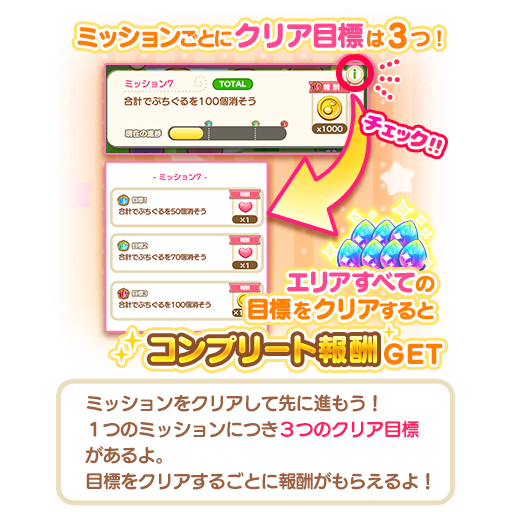 ミッションごとにクリア目標は3つ！
ミッション7 TOTAL
合計でぷちぐるを100個消そう
現在の進捗
報酬
x1000
チェック!!
- ミッション7 -
目標1
合計でぷちぐるを50個消そう
報酬
×1
目標2
合計でぷちぐるを70個消そう
報酬
×1
目標3
合計でぷちぐるを100個消そう
報酬
エリアすべての
目標をクリアすると
コンプリート報酬GET
ミッションをクリアして先に進もう！
１つのミッションにつき３つのクリア目標
があるよ。
目標をクリアするごとに報酬がもらえるよ！